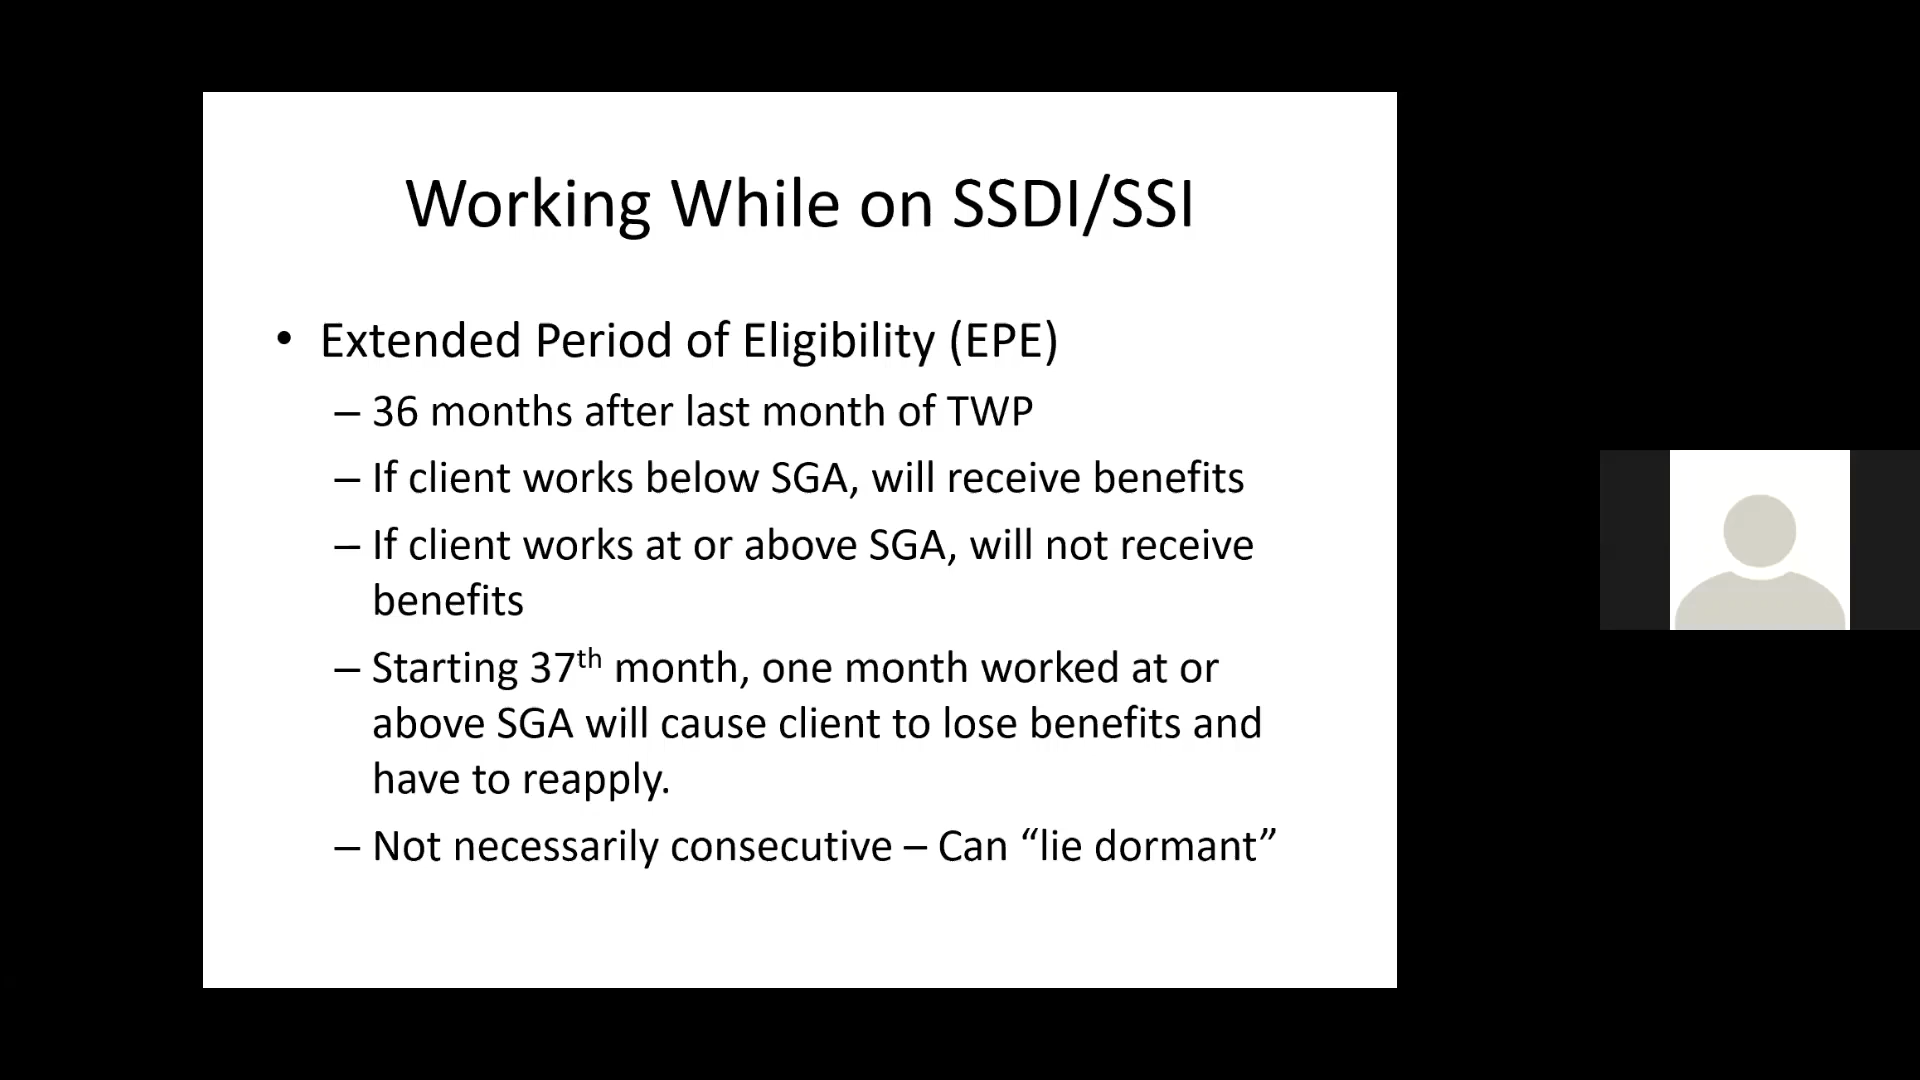 Working While on SSDI/SSI
• Extended Period of Eligibility (EPE)
– 36 months after last month of TWP
– If client works below SGA, will receive benefits
– If client works at or above SGA, will not receive
benefits
– Starting 37th month, one month worked at or
above SGA will cause client to lose benefits and
have to reapply.
– Not necessarily consecutive – Can “lie dormant”